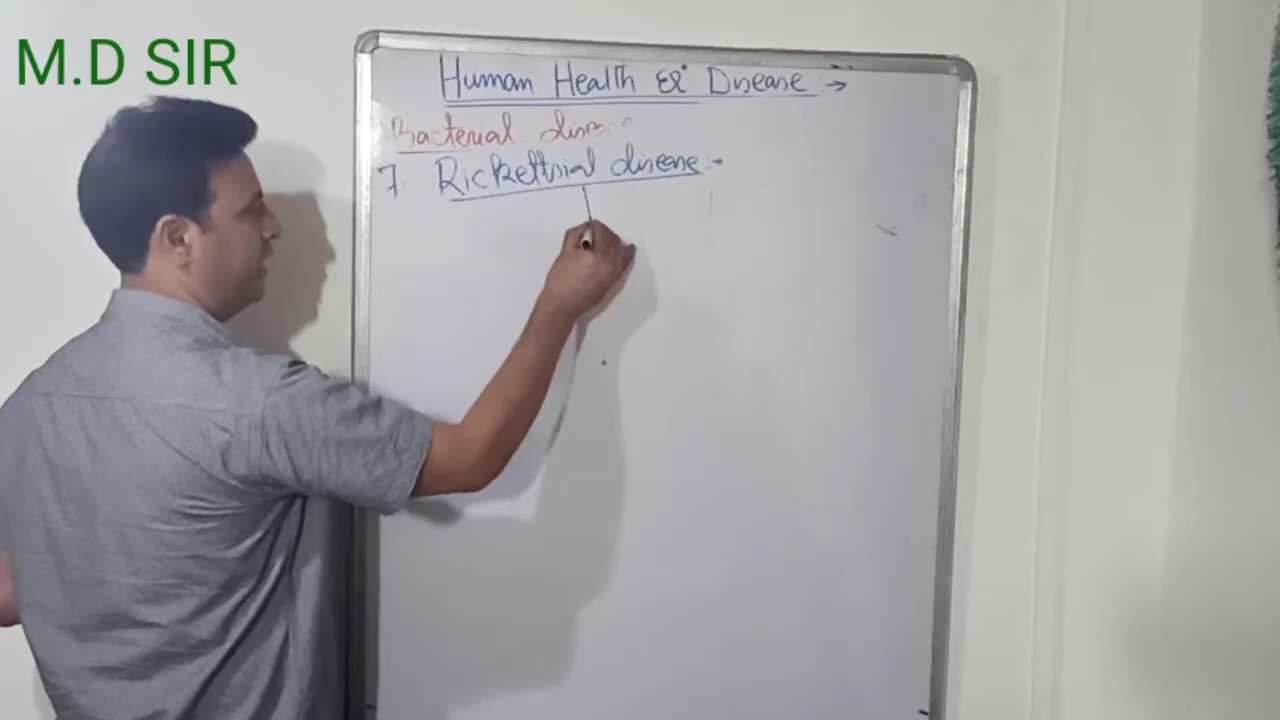 M.D SIR
Human Health & Disease :→
Bacterial disease
7. Rickettsial disease :→